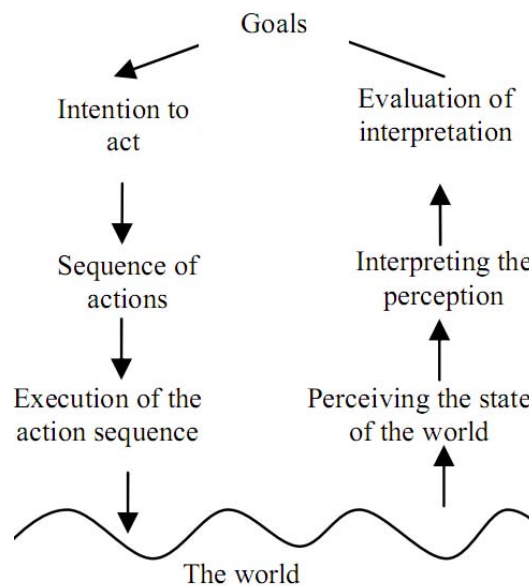 Goals
Intention to
act
Evaluation of
interpretation
Sequence of
actions
Interpreting the
perception
Execution of the
action sequence
Perceiving the state
of the world
The world